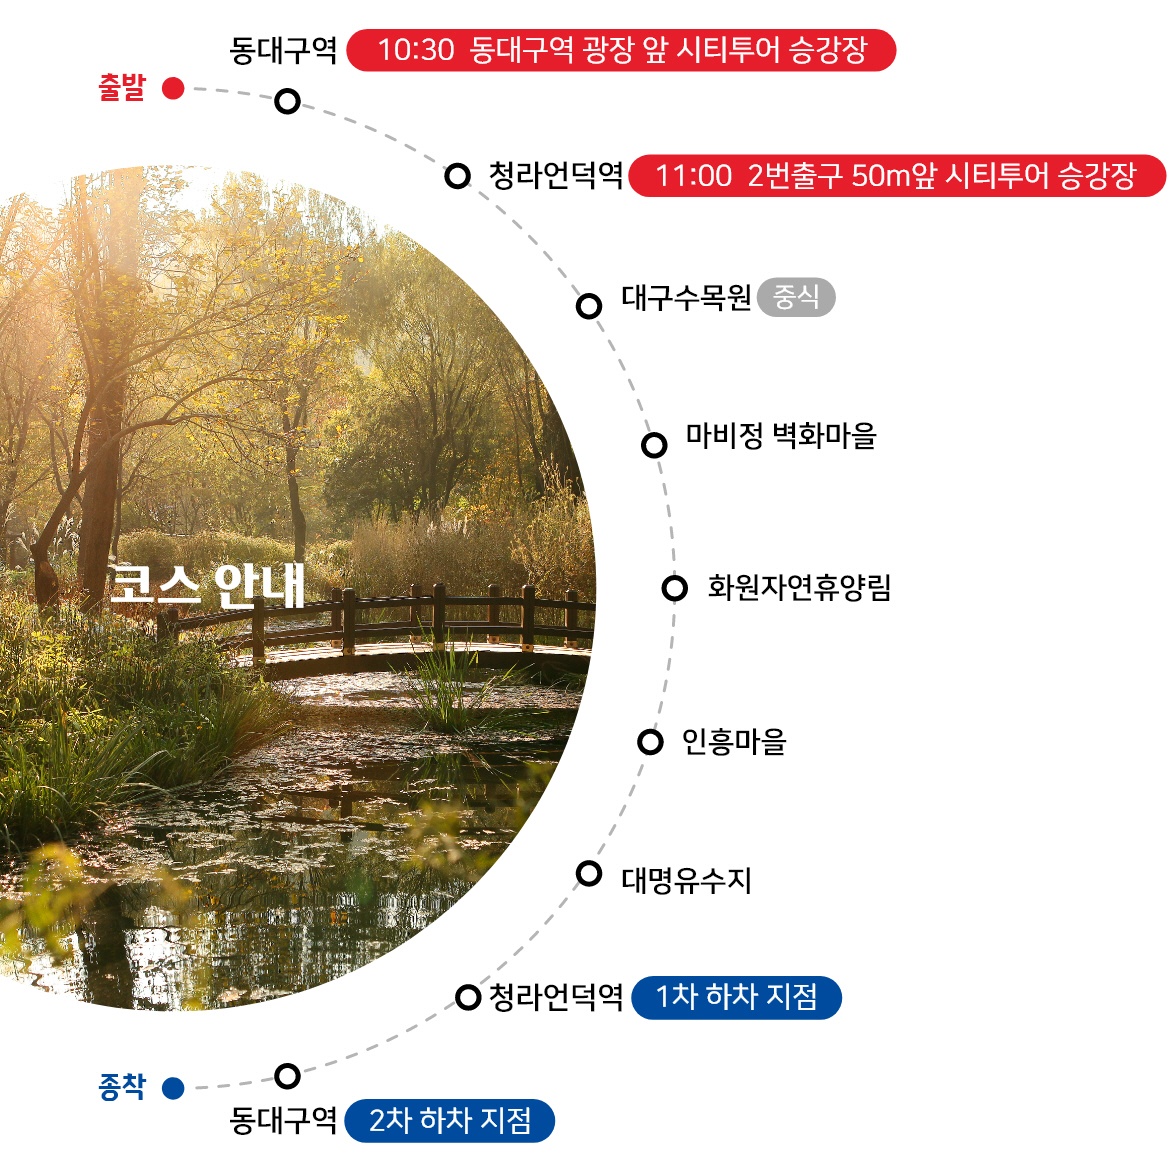 동대구역 10:30 동대구역 광장 앞 시티투어 승강장
출발
청라언덕역 11:00 2번출구 50m앞 시티투어 승강장
대구수목원 중식
마비정 벽화마을
코스 안내
화원자연휴양림
인흥마을
대명유수지
청라언덕역 1차 하차 지점
종착
동대구역 2차 하차 지점